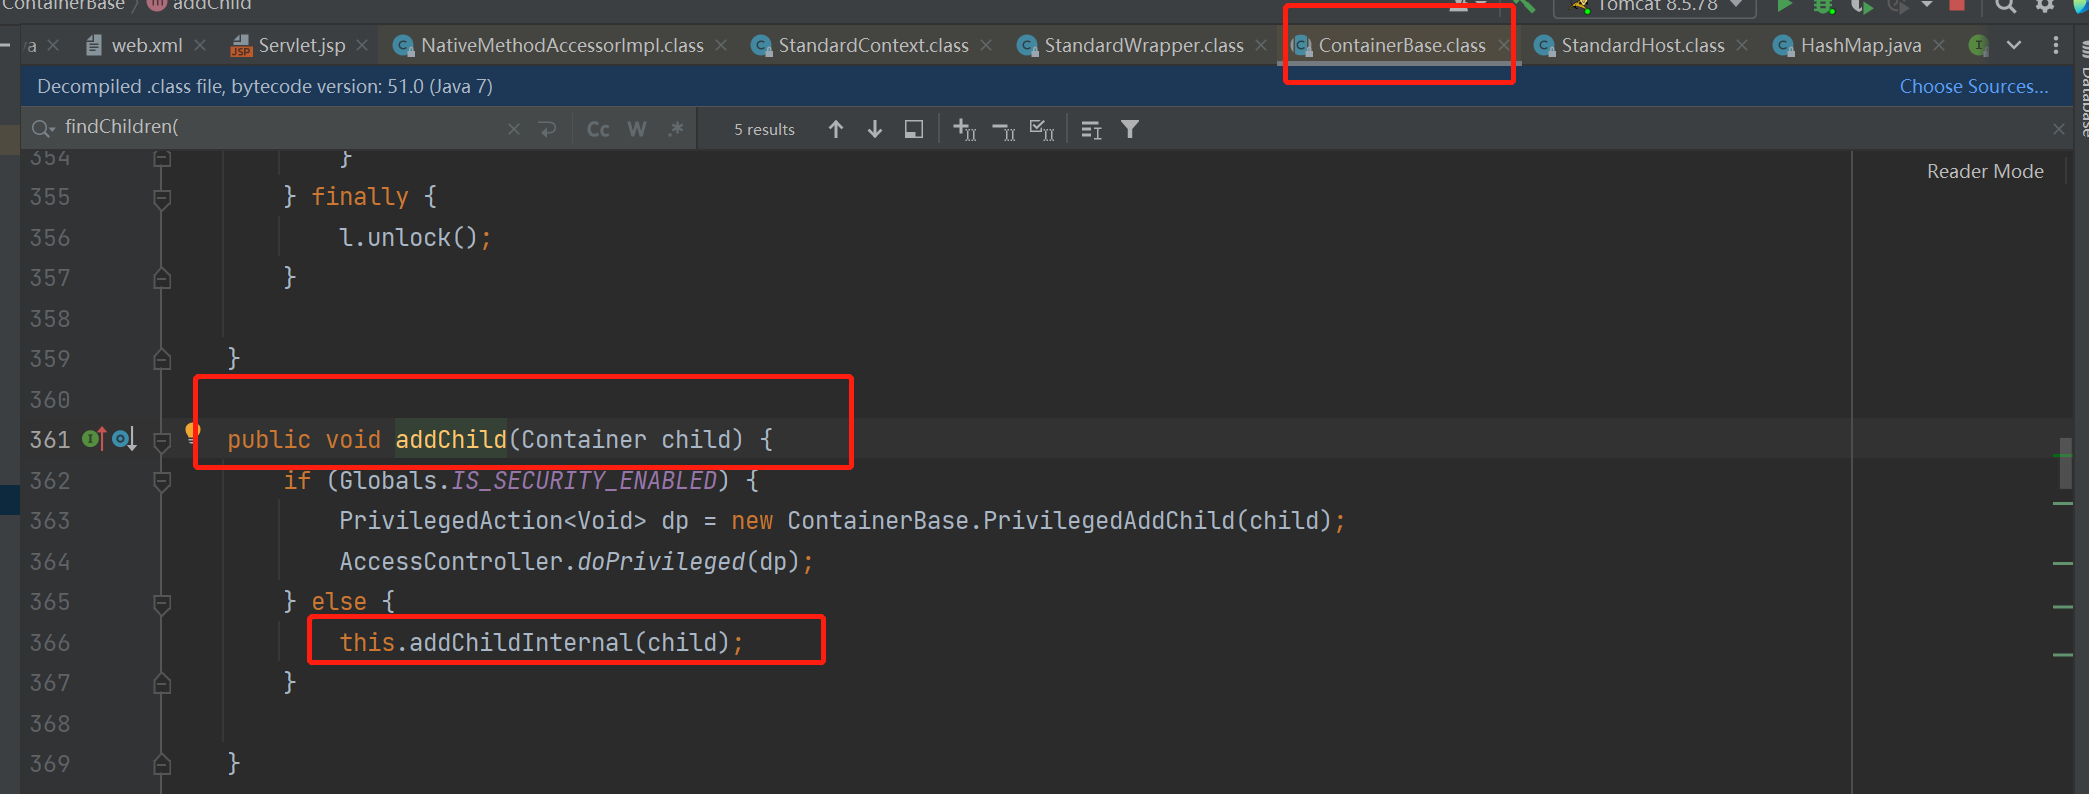 ContainerBase addChild
Tomcat 8.5.78
va web.xml Servlet.jsp NativeMethodAccessorImpl.class StandardContext.class StandardWrapper.class ContainerBase.class StandardHost.class HashMap.java
Decompiled .class file, bytecode version: 51.0 (Java 7) Choose Sources...
findChildren( Cc W .* 5 results
Reader Mode
Database
354 }
355 } finally {
356 l.unlock();
357 }
358
359 }
360
361 public void addChild(Container child) {
362 if (Globals.IS_SECURITY_ENABLED) {
363 PrivilegedAction<Void> dp = new ContainerBase.PrivilegedAddChild(child);
364 AccessController.doPrivileged(dp);
365 } else {
366 this.addChildInternal(child);
367 }
368
369 }